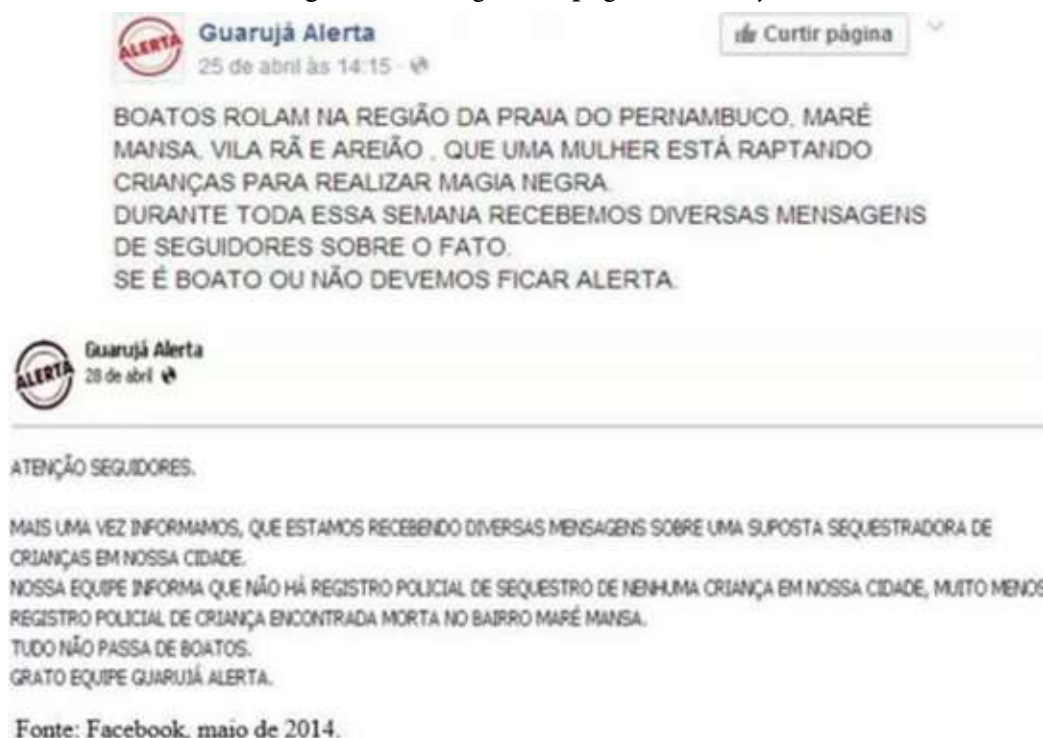 ALERTA
Guarujá Alerta
Curtir página
25 de abril às 14:15
BOATOS ROLAM NA REGIÃO DA PRAIA DO PERNAMBUCO, MARÉ
MANSA, VILA RÃ E AREIÃO , QUE UMA MULHER ESTÁ RAPTANDO
CRIANÇAS PARA REALIZAR MAGIA NEGRA.
DURANTE TODA ESSA SEMANA RECEBEMOS DIVERSAS MENSAGENS
DE SEGUIDORES SOBRE O FATO.
SE É BOATO OU NÃO DEVEMOS FICAR ALERTA.
ALERTA
Guarujá Alerta
28 de abril
ATENÇÃO SEGUIDORES.
MAIS UMA VEZ INFORMAMOS, QUE ESTAMOS RECEBENDO DIVERSAS MENSAGENS SOBRE UMA SUPOSTA SEQUESTRADORA DE
CRIANÇAS EM NOSSA CIDADE.
NOSSA EQUIPE INFORMA QUE NÃO HÁ REGISTRO POLICIAL DE SEQUESTRO DE NENHUMA CRIANÇA EM NOSSA CIDADE, MUITO MENOS
REGISTRO POLICIAL DE CRIANÇA ENCONTRADA MORTA NO BAIRRO MARÉ MANSA.
TUDO NÃO PASSA DE BOATOS.
GRATO EQUIPE GUARUJÁ ALERTA.
Fonte: Facebook, maio de 2014.